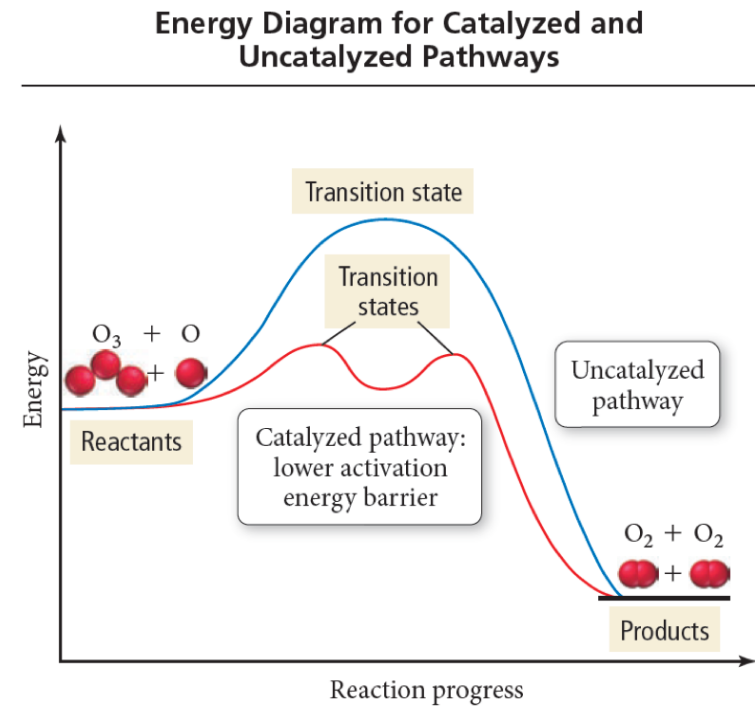 Energy Diagram for Catalyzed and
Uncatalyzed Pathways
Transition state
Transition
states
O₃ + O
+
Reactants
Energy
Catalyzed pathway:
lower activation
energy barrier
Uncatalyzed
pathway
O₂ + O₂
+
Products
Reaction progress